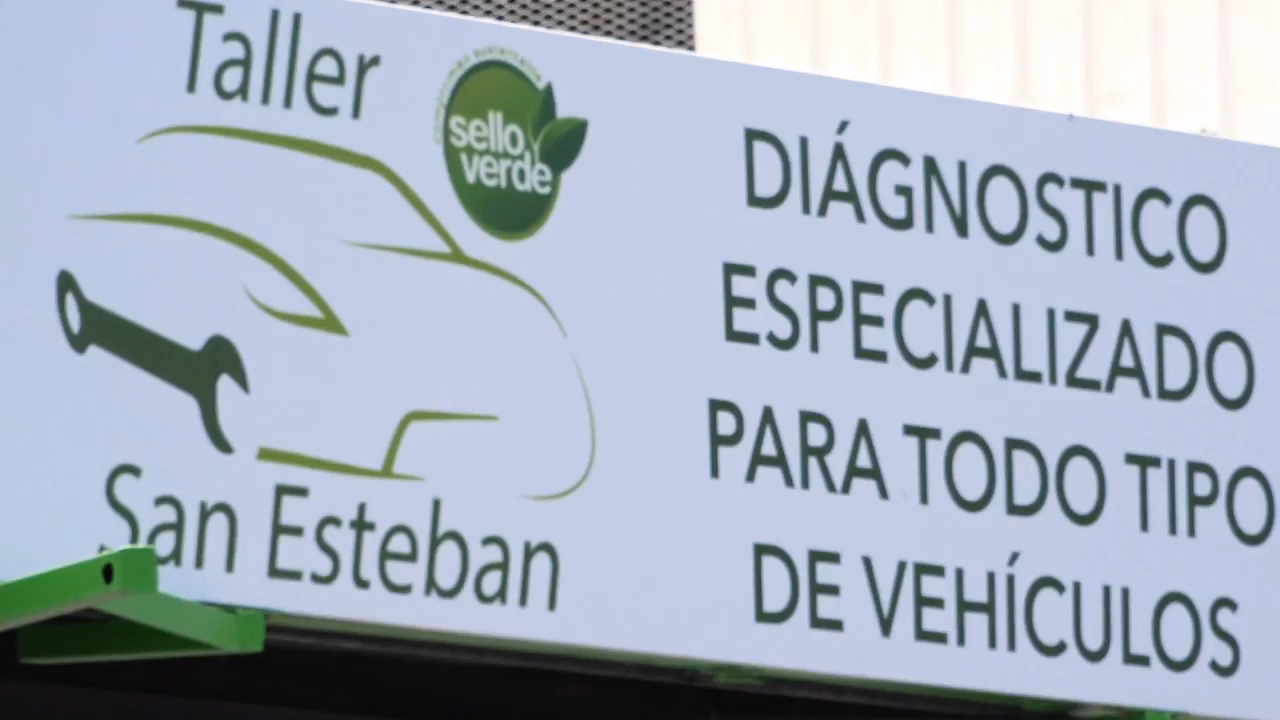 Taller
sello
verde
San Esteban
DIÁGNOSTICO
ESPECIALIZADO
PARA TODO TIPO
DE VEHÍCULOS